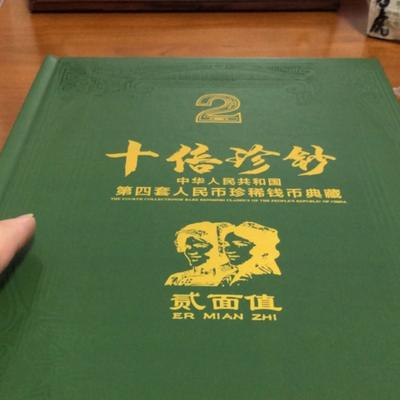 2
十倍珍钞
中华人民共和国
第四套人民币珍稀钱币典藏
贰面值
ER MIAN ZHI